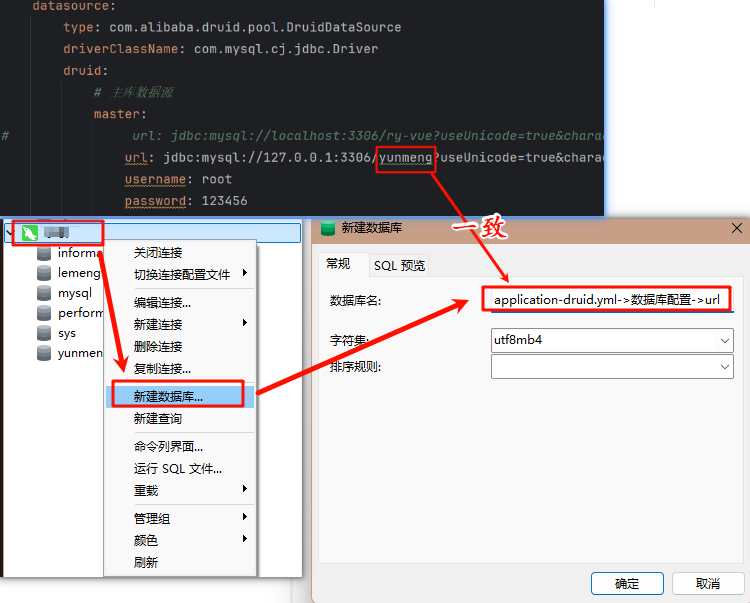 datasource:
type: com.alibaba.druid.pool.DruidDataSource
driverClassName: com.mysql.cj.jdbc.Driver
druid:
# 主库数据源
master:
# url: jdbc:mysql://localhost:3306/ry-vue?useUnicode=true&charac
url: jdbc:mysql://127.0.0.1:3306/yunmeng?useUnicode=true&charac
username: root
password: 123456
一致
informa
lemeng
mysql
perform
sys
yunmen
关闭连接
切换连接配置文件
编辑连接...
新建连接
删除连接
复制连接...
新建数据库...
新建查询
命令列界面...
运行 SQL 文件...
重载
管理组
颜色
刷新
新建数据库
常规
SQL 预览
数据库名:
application-druid.yml->数据库配置->url
字符集:
utf8mb4
排序规则:
确定
取消